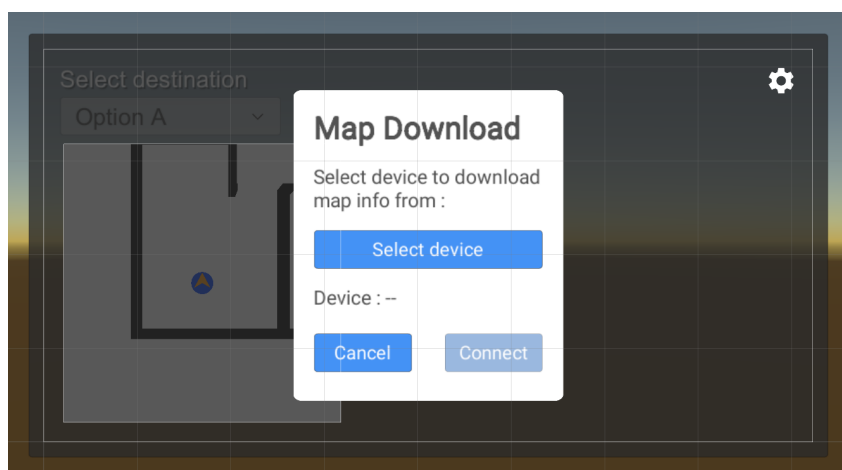 Select destination
Option A
Map Download
Select device to download
map info from :
Select device
Device : --
Cancel
Connect